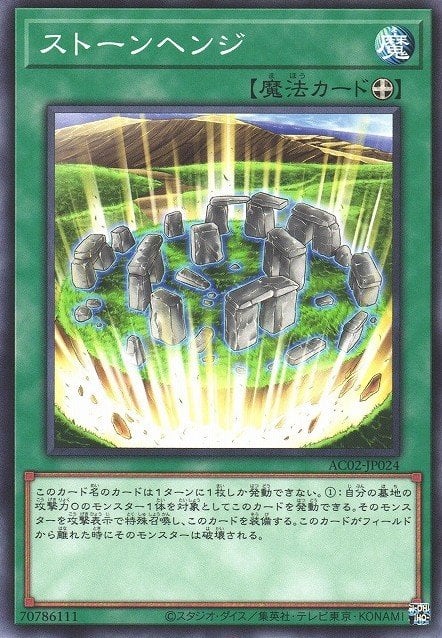 ストーンヘンジ
魔
【魔法カード】
AC02-JP024
このカード名のカードは1ターンに1枚しか発動できない。①:自分の墓地の
攻撃力0のモンスター1体を対象としてこのカードを発動できる。そのモンス
ターを攻撃表示で特殊召喚し、このカードを装備する。このカードがフィールド
から離れた時にそのモンスターは破壊される。
70786111 ©スタジオ・ダイス/集英社・テレビ東京・KONAMI